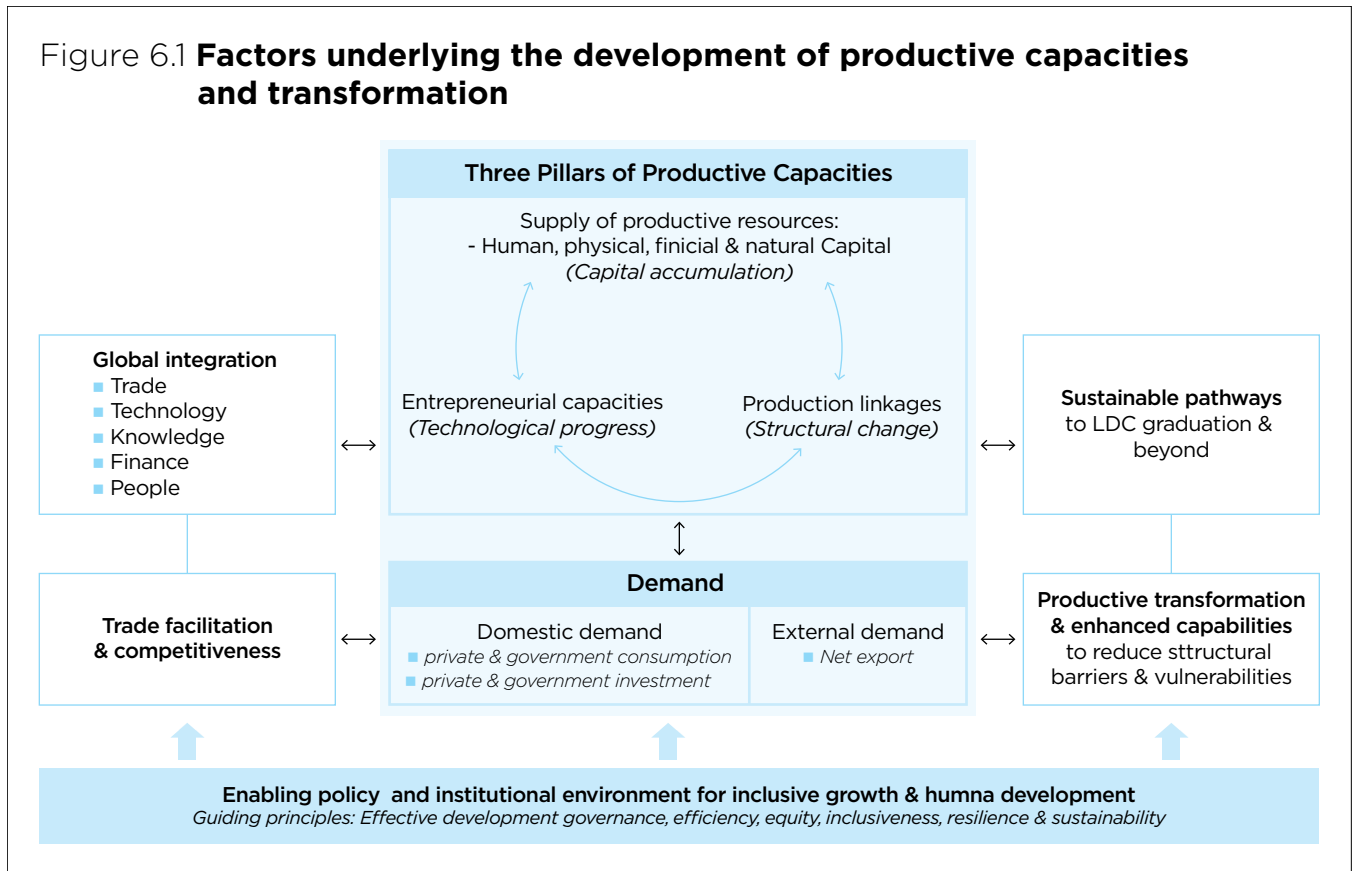 Figure 6.1 Factors underlying the development of productive capacities
and transformation
Three Pillars of Productive Capacities
Supply of productive resources:
- Human, physical, finicial & natural Capital
(Capital accumulation)
Entrepreneurial capacities
(Technological progress)
Production linkages
(Structural change)
Global integration
Trade
Technology
Knowledge
Finance
People
Sustainable pathways
to LDC graduation &
beyond
Trade facilitation
& competitiveness
Demand
Domestic demand
private & government consumption
private & government investment
External demand
Net export
Productive transformation
& enhanced capabilities
to reduce sttructural
barriers & vulnerabilities
Enabling policy and institutional environment for inclusive growth & humna development
Guiding principles: Effective development governance, efficiency, equity, inclusiveness, resilience & sustainability